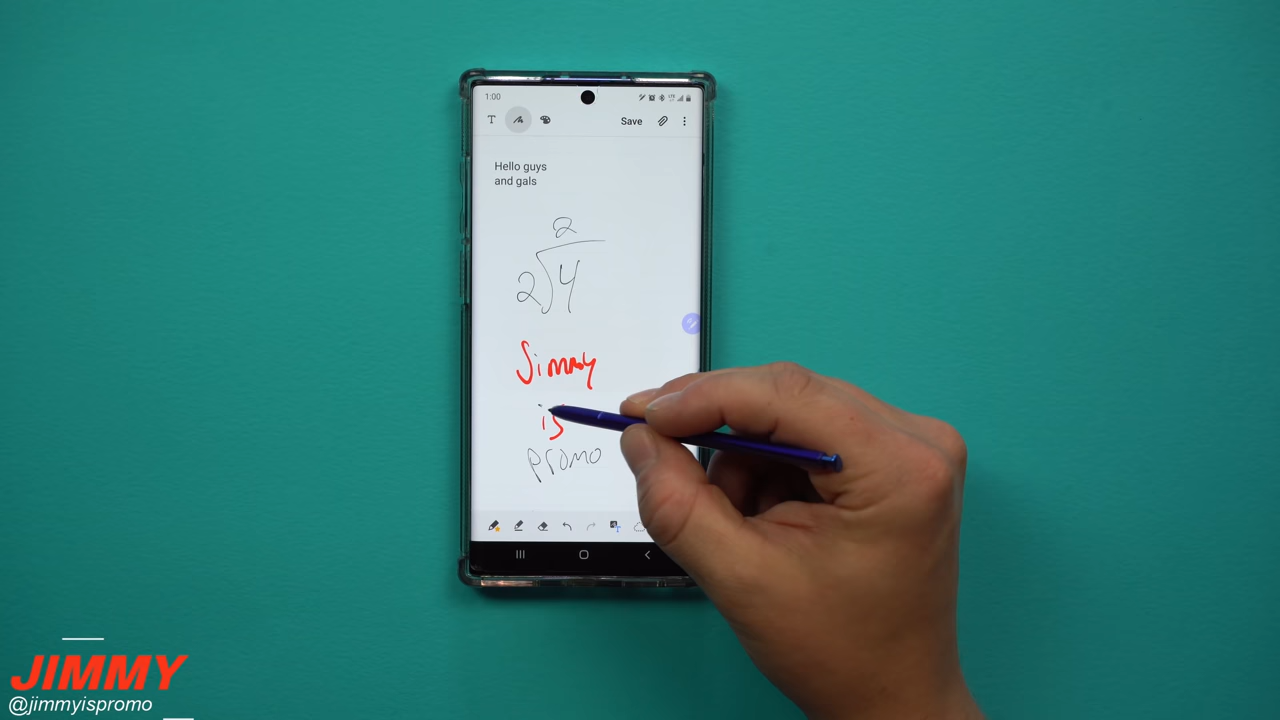 1:00
T Save
Hello guys
and gals
2
2 4
Jimmy
is
promo
JIMMY
@jimmyispromo